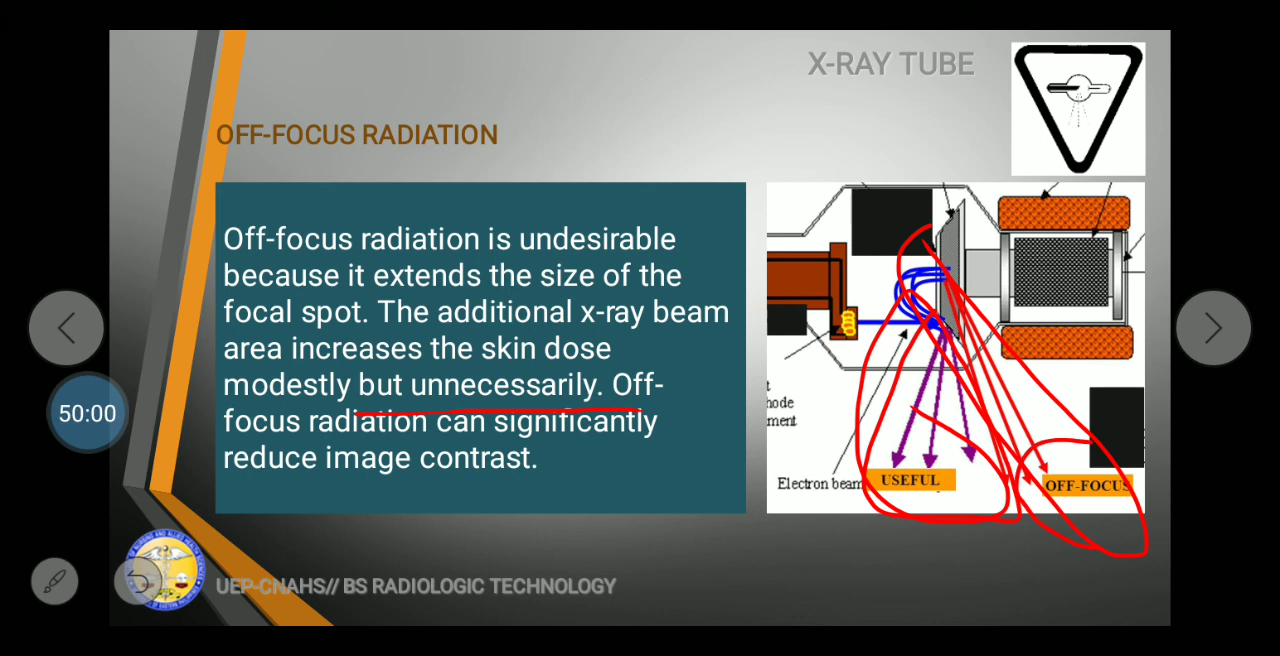 X-RAY TUBE
OFF-FOCUS RADIATION
Off-focus radiation is undesirable
because it extends the size of the
focal spot. The additional x-ray beam
area increases the skin dose
modestly but unnecessarily. Off-
focus radiation can significantly
reduce image contrast.
50:00
hode
ment
Electron beam
USEFUL
OFF-FOCUS
UEP-CNAHS// BS RADIOLOGIC TECHNOLOGY